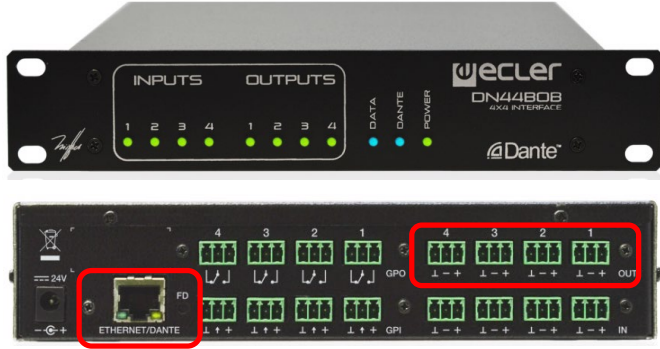 INPUTS OUTPUTS
1 2 3 4 1 2 3 4
DATA
DANTE
POWER
ecler
DN44BOB
4X4 INTERFACE
Dante™
4 3 2 1 4 3 2 1
GPO OUT
24V
FD
ETHERNET/DANTE
- +
⊥ ↑ + ⊥ ↑ + ⊥ ↑ + ⊥ ↑ + GPI ⊥ - + ⊥ - + ⊥ - + ⊥ - + IN
⊥ - + ⊥ - + ⊥ - + ⊥ - +